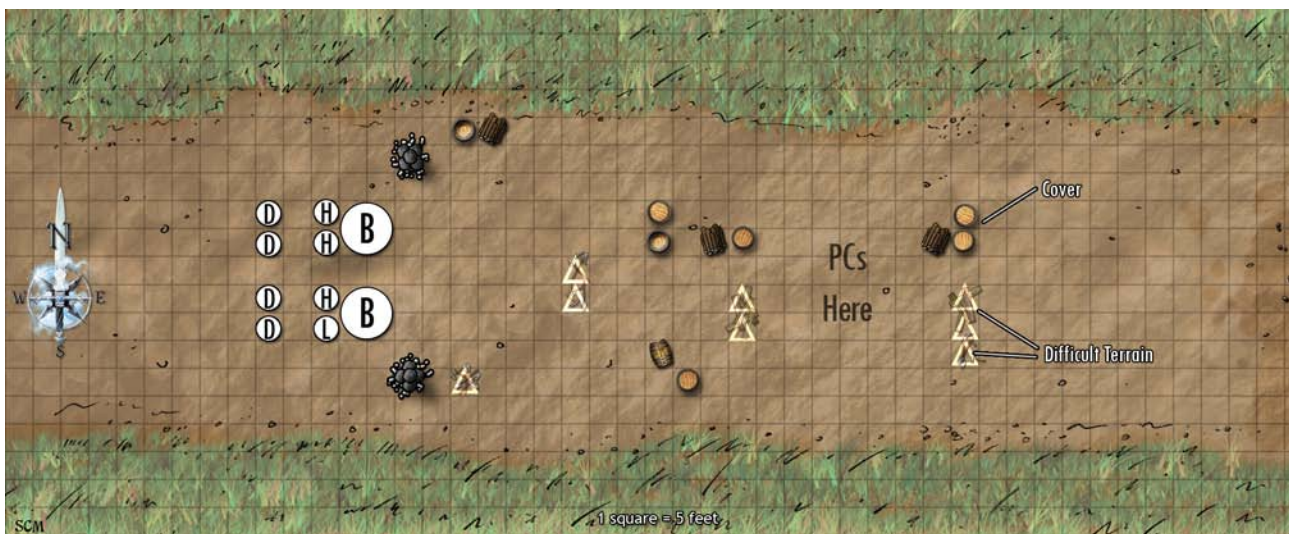 Cover
D
H
B
D
H
N
PCs
W
E
Here
D
H
B
D
L
S
Difficult Terrain
1 square = 5 feet
SCM